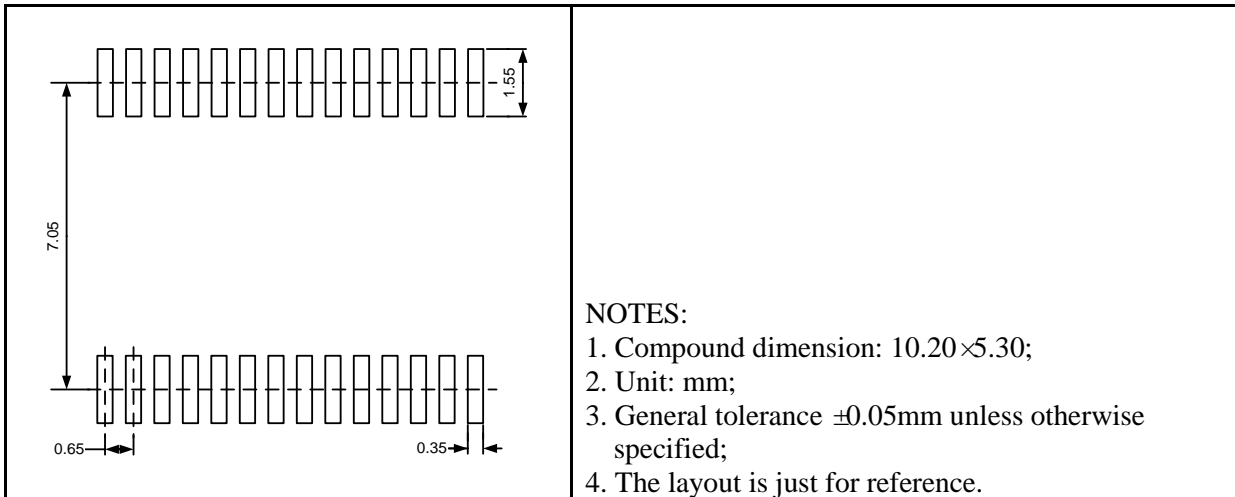 1.55
7.05
0.65
0.35
NOTES:
1. Compound dimension: 10.20×5.30;
2. Unit: mm;
3. General tolerance ±0.05mm unless otherwise
specified;
4. The layout is just for reference.